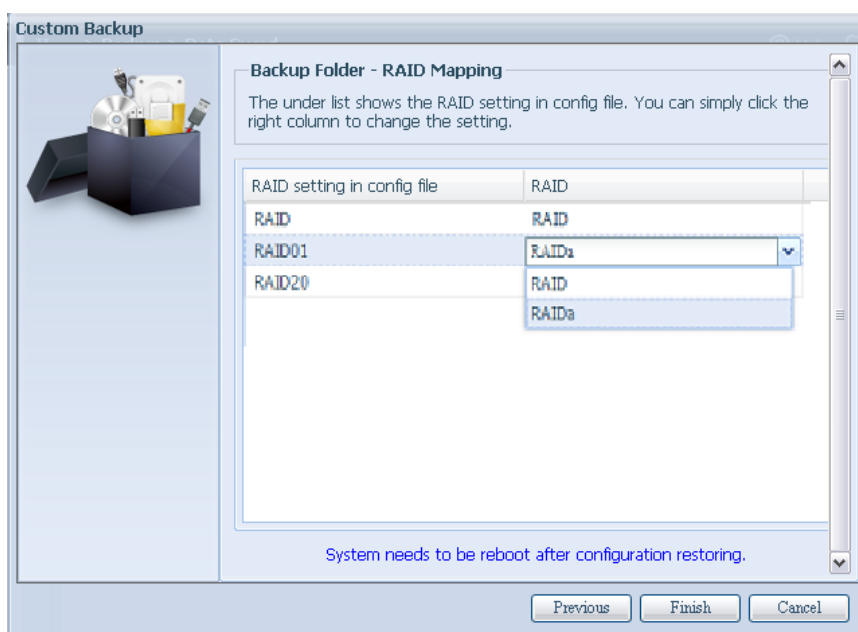 Custom Backup
Backup Folder - RAID Mapping
The under list shows the RAID setting in config file. You can simply click the
right column to change the setting.
RAID setting in config file RAID
RAID RAID
RAID01 RAIDa
RAID20 RAID
RAIDa
System needs to be reboot after configuration restoring.
Previous Finish Cancel